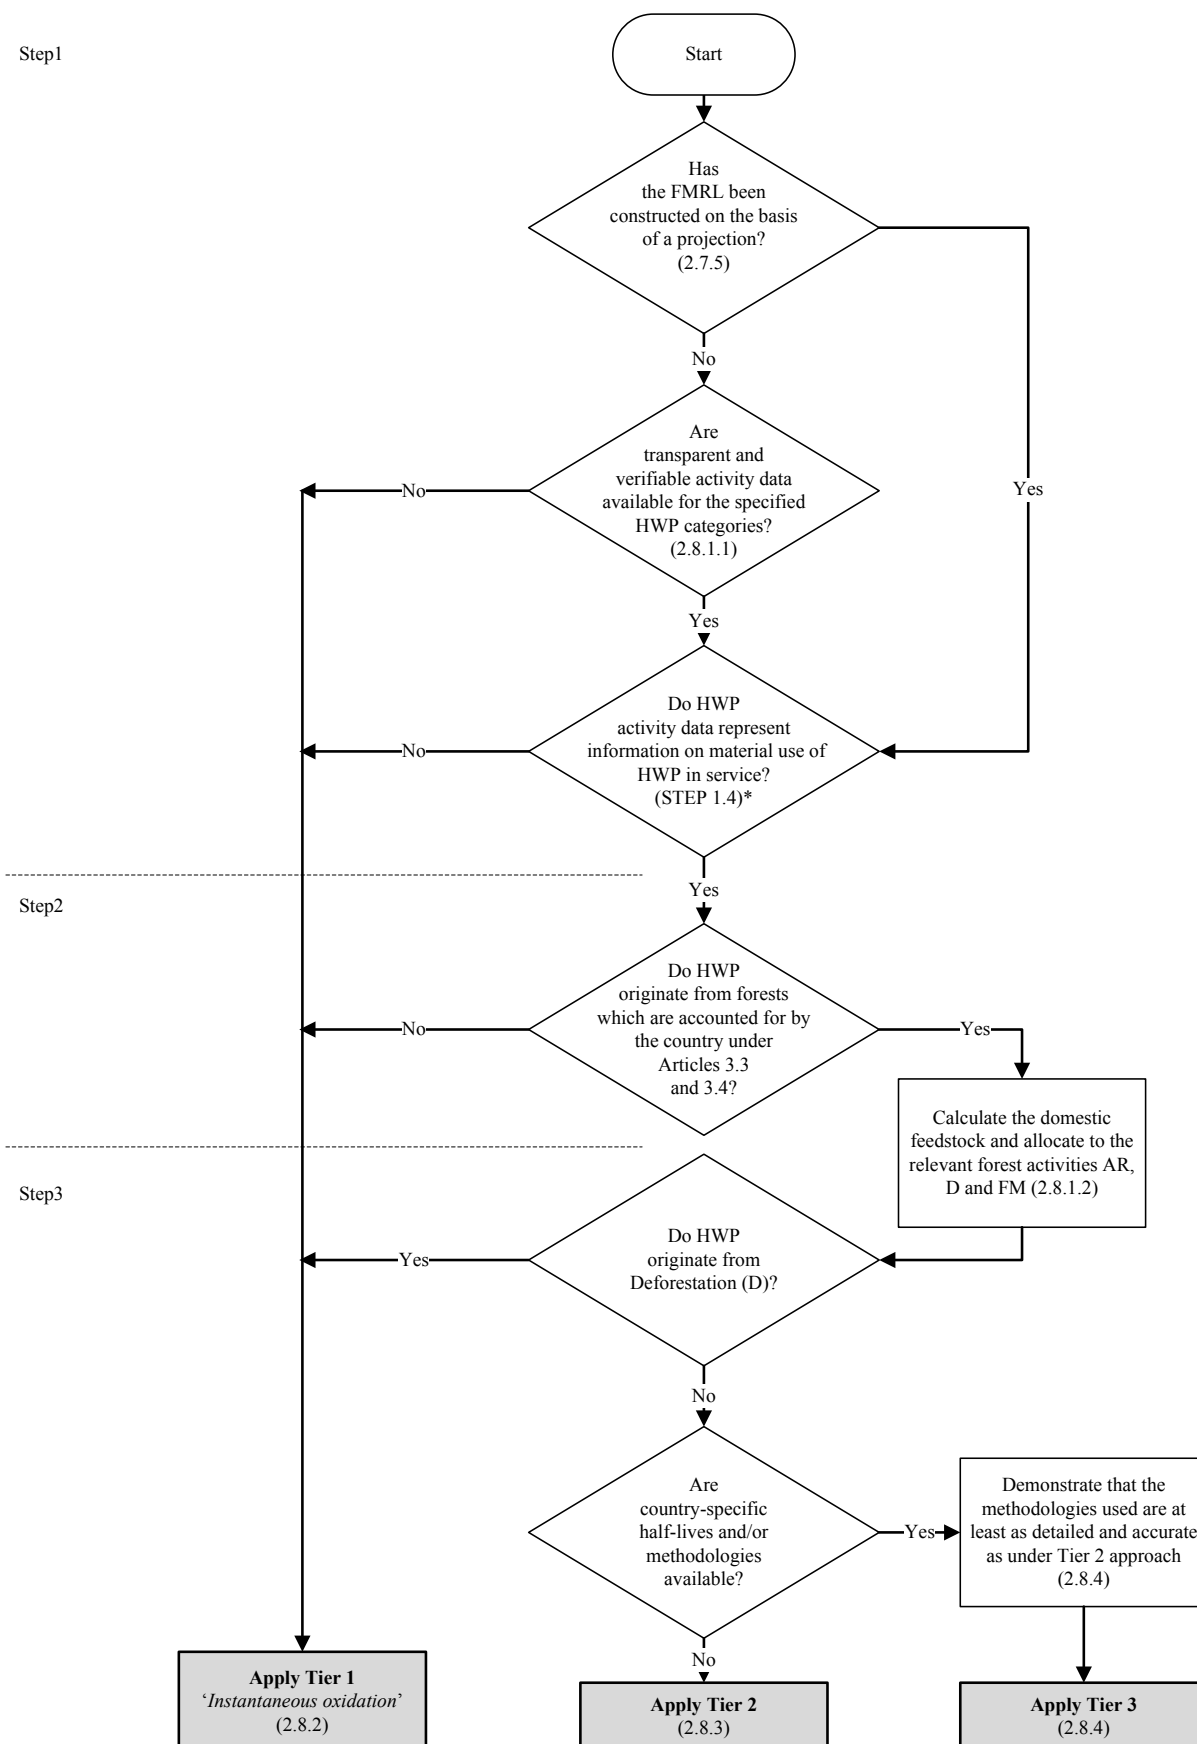 Step1
Start
Has
the FMRL been
constructed on the basis
of a projection?
(2.7.5)
No
Yes
Are
transparent and
verifiable activity data
available for the specified
HWP categories?
(2.8.1.1)
No
Yes
Do HWP
activity data represent
information on material use of
HWP in service?
(STEP 1.4)*
No
Yes
Step2
Do HWP
originate from forests
which are accounted for by
the country under
Articles 3.3
and 3.4?
No
Yes
Calculate the domestic
feedstock and allocate to the
relevant forest activities AR,
D and FM (2.8.1.2)
Step3
Do HWP
originate from
Deforestation (D)?
Yes
No
Are
country-specific
half-lives and/or
methodologies
available?
Yes
Demonstrate that the
methodologies used are at
least as detailed and accurate
as under Tier 2 approach
(2.8.4)
No
Apply Tier 1
‘Instantaneous oxidation’
(2.8.2)
Apply Tier 2
(2.8.3)
Apply Tier 3
(2.8.4)